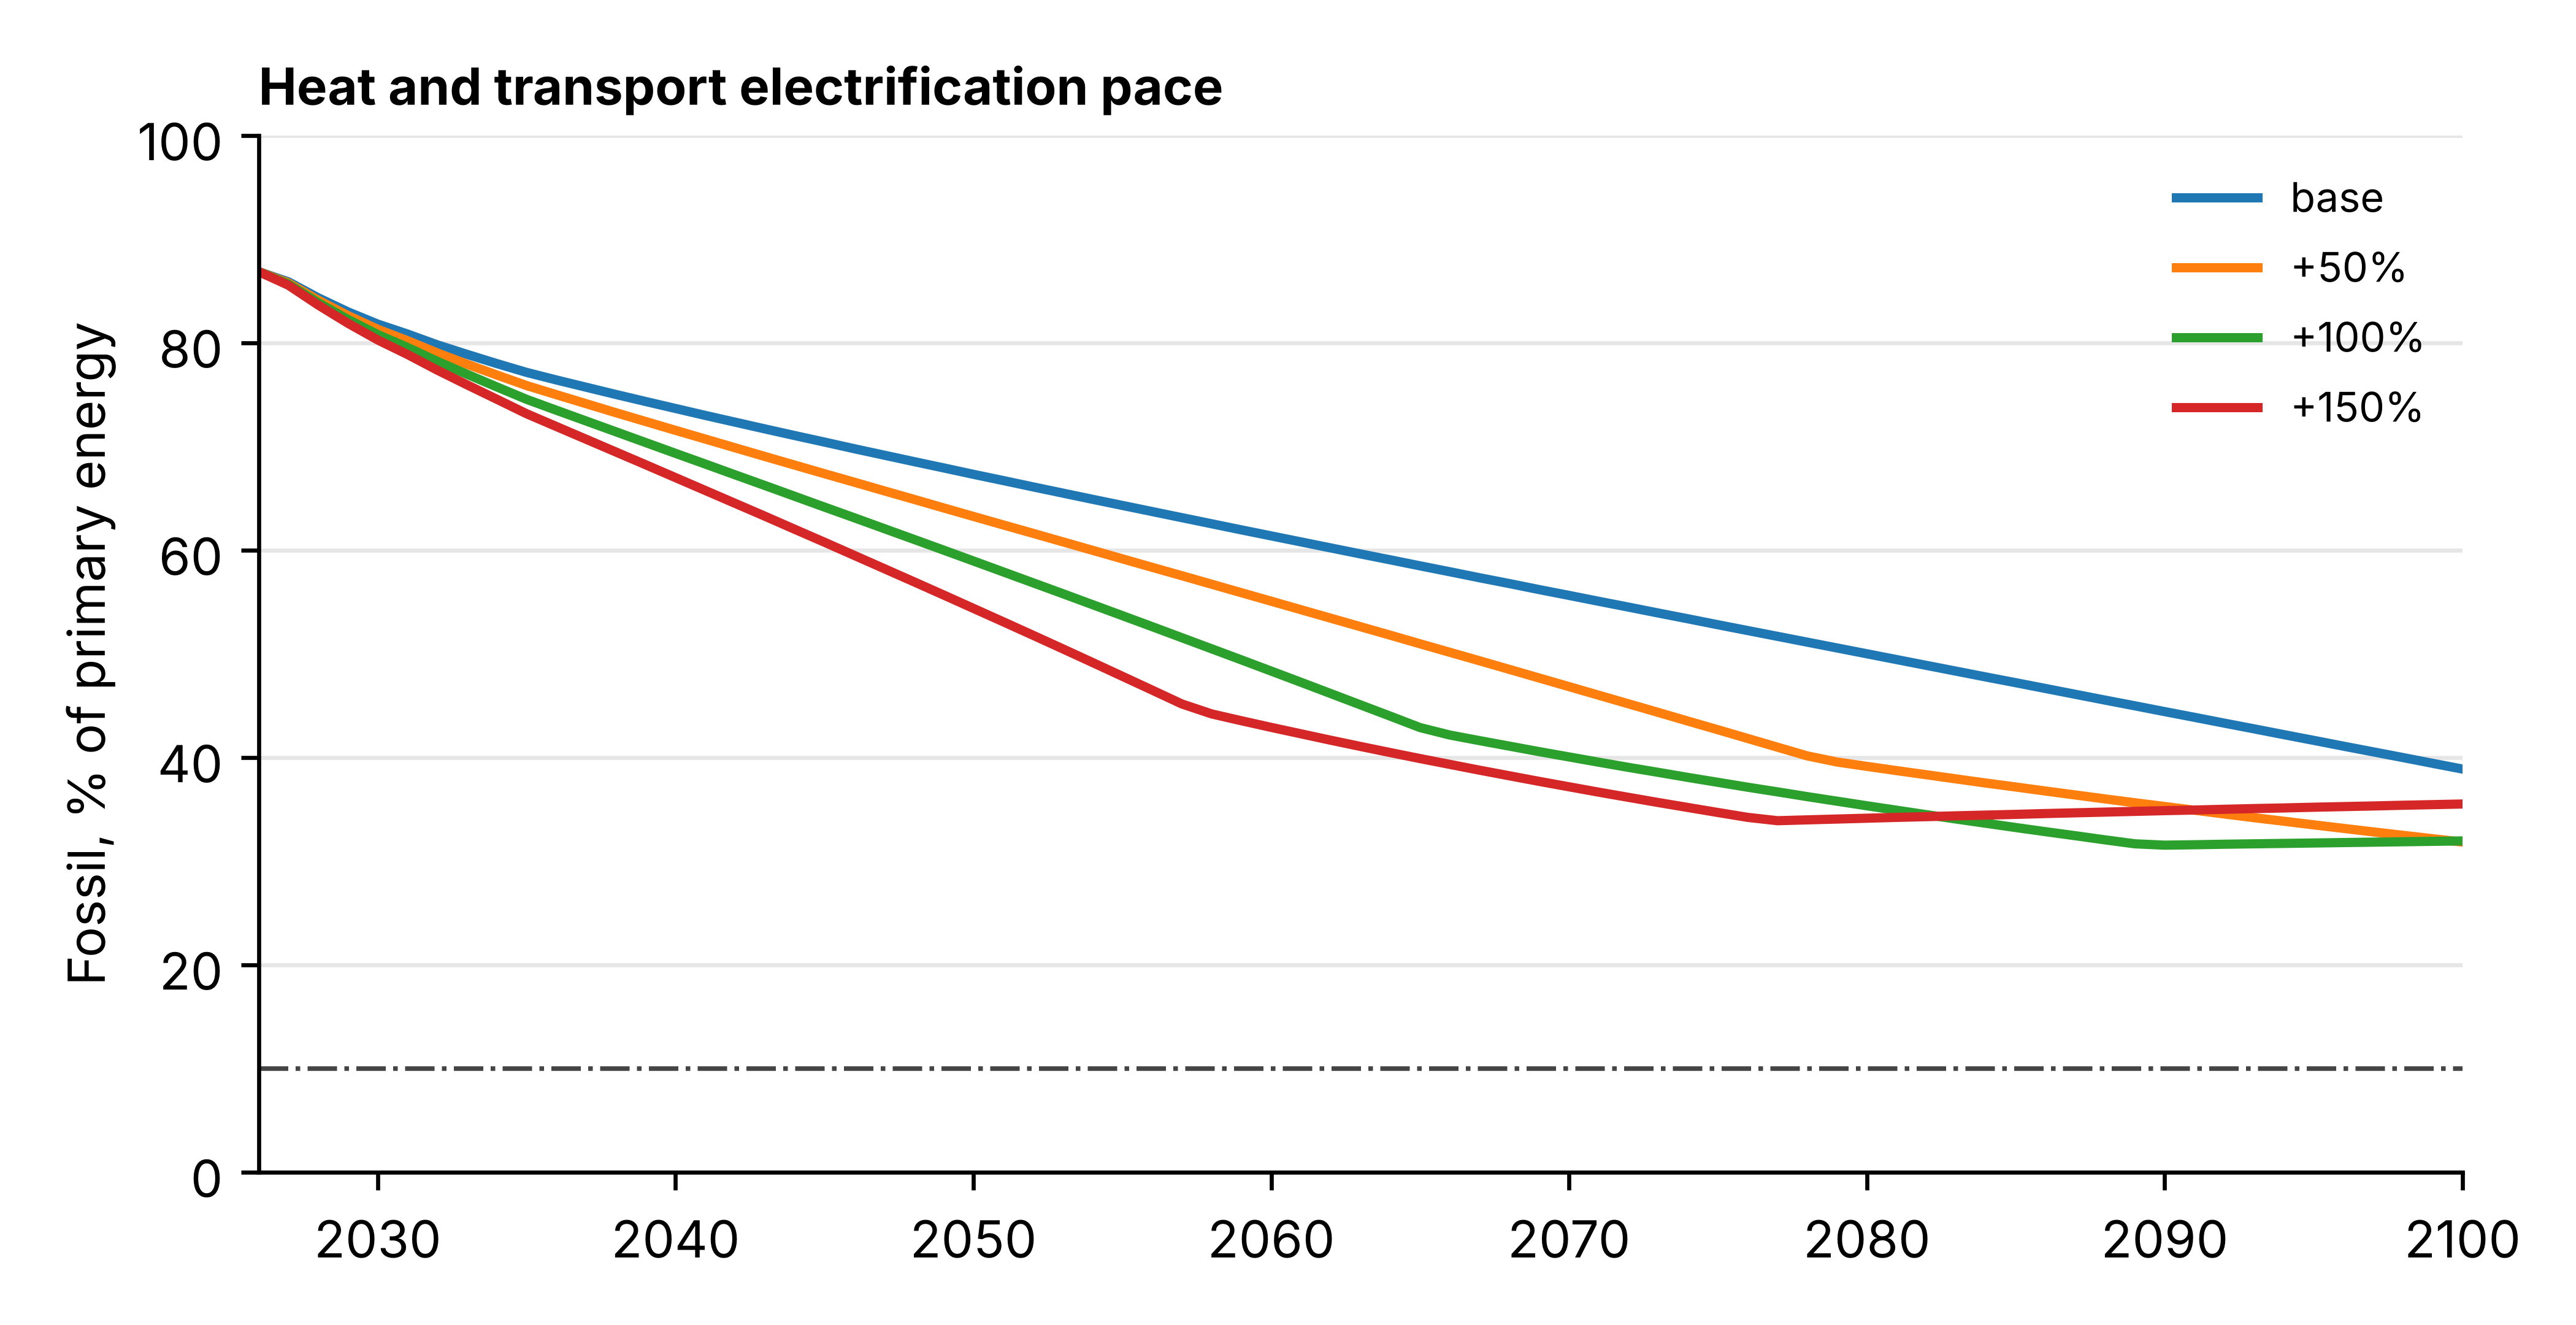 Heat and transport electrification pace
Fossil, % of primary energy
100
80
60
40
20
0
base
+50%
+100%
+150%
2030 2040 2050 2060 2070 2080 2090 2100